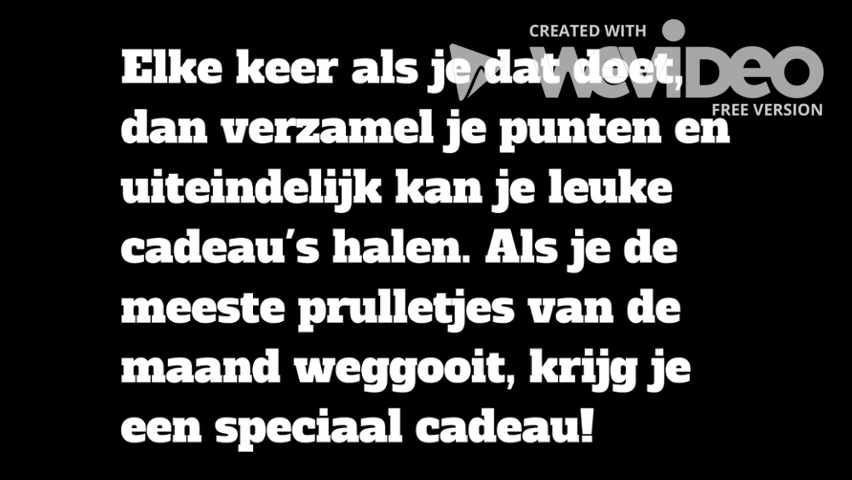 CREATED WITH
WeVideo
FREE VERSION
Elke keer als je dat doet,
dan verzamel je punten en
uiteindelijk kan je leuke
cadeau's halen. Als je de
meeste prulletjes van de
maand weggooit, krijg je
een speciaal cadeau!